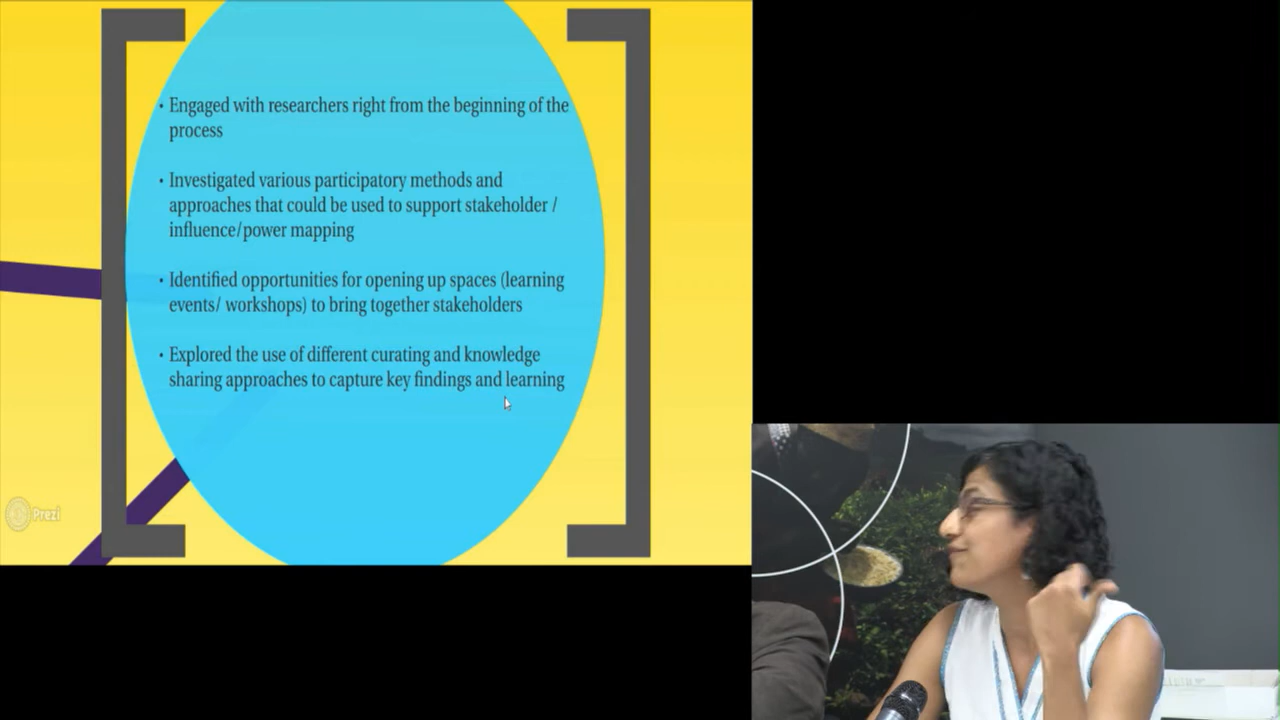 • Engaged with researchers right from the beginning of the
process
• Investigated various participatory methods and
approaches that could be used to support stakeholder /
influence/power mapping
• Identified opportunities for opening up spaces (learning
events/ workshops) to bring together stakeholders
• Explored the use of different curating and knowledge
sharing approaches to capture key findings and learning
Prezi